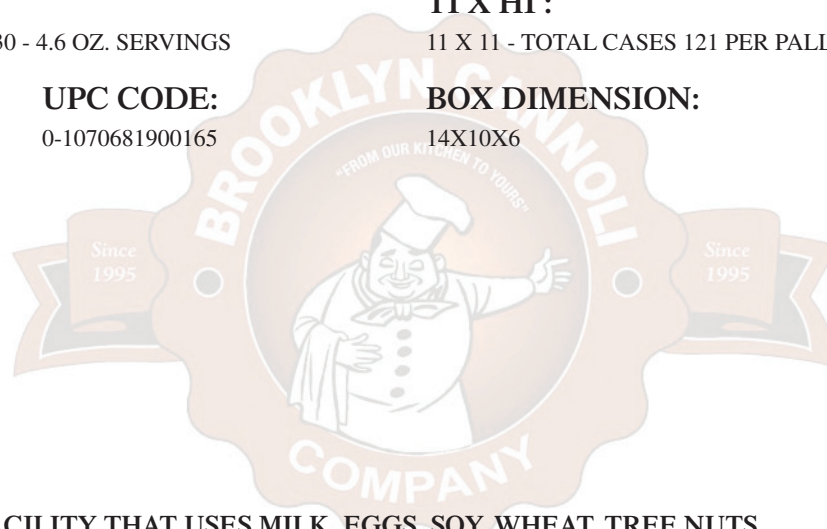 TI X HI :
30 - 4.6 OZ. SERVINGS 11 X 11 - TOTAL CASES 121 PER PALL
UPC CODE: BOX DIMENSION:
0-1070681900165 14X10X6
BROOKLYN CANNOLI
"FROM OUR KITCHEN TO YOURS"
Since Since
1995 1995
COMPANY
CILITY THAT USES MILK, EGGS, SOY, WHEAT, TREE NUTS